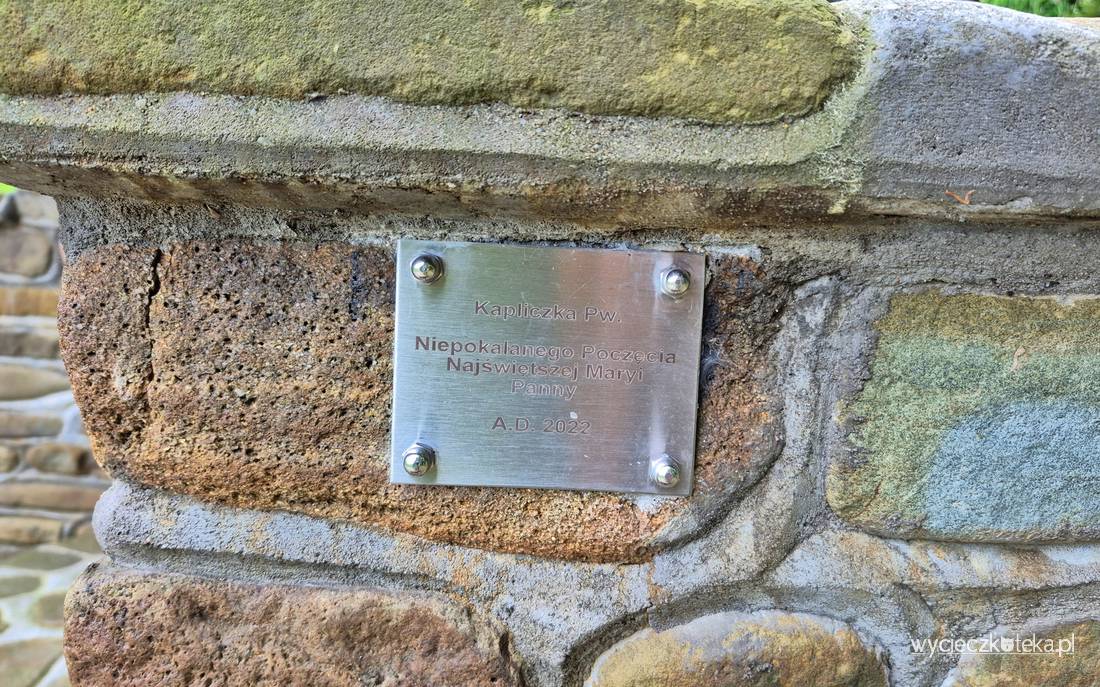 Kapliczka Pw.
Niepokalanego Poczęcia
Najświętszej Maryi
Panny
A.D. 2022
wycieczkoteka.pl